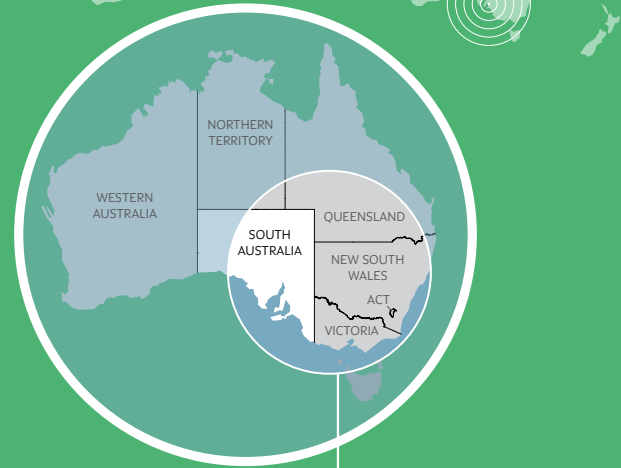 NORTHERN
TERRITORY
WESTERN
AUSTRALIA
QUEENSLAND
SOUTH
AUSTRALIA
NEW SOUTH
WALES
ACT
VICTORIA